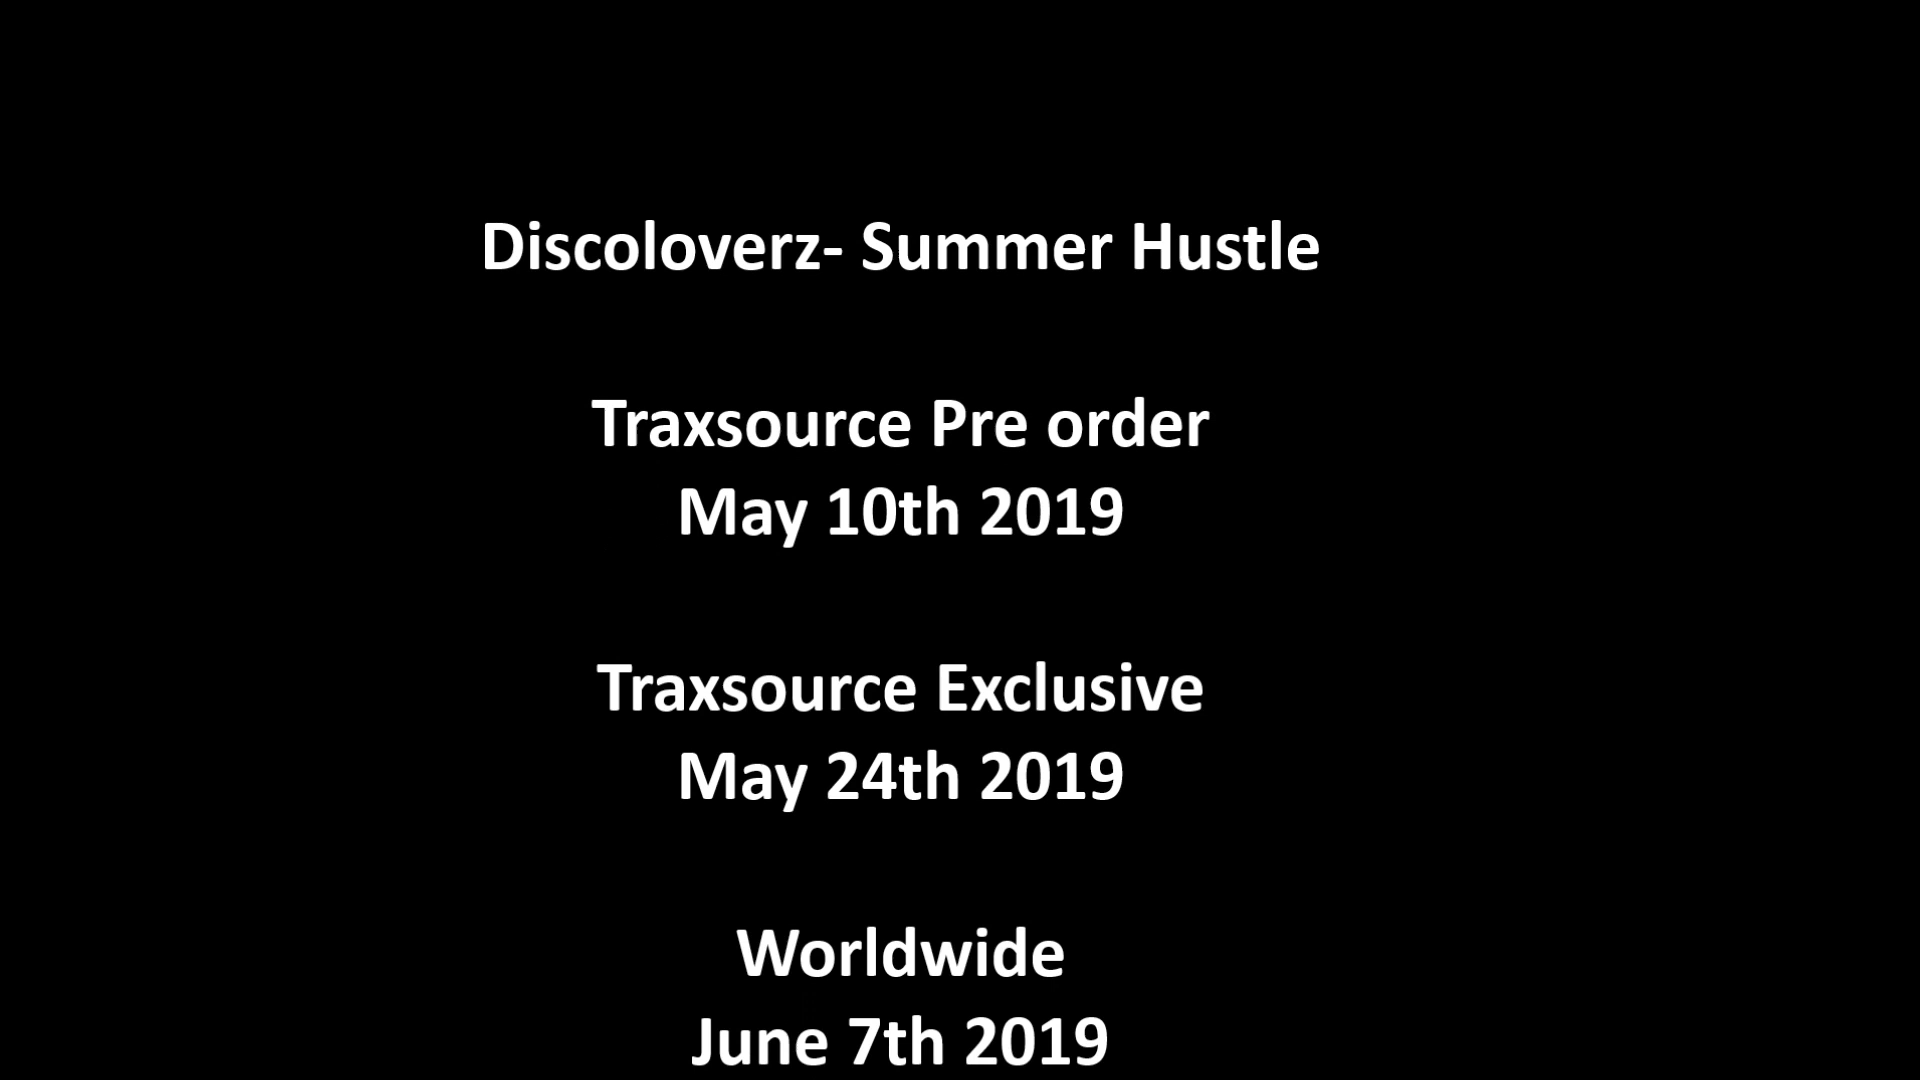 Discoloverz- Summer Hustle
Traxsource Pre order
May 10th 2019
Traxsource Exclusive
May 24th 2019
Worldwide
June 7th 2019